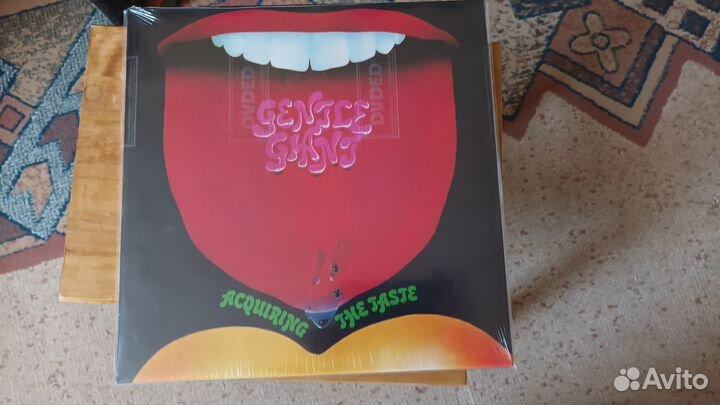 GENTLE
GIANT
ACQUIRING THE TASTE
DVDED DVDED
Avito